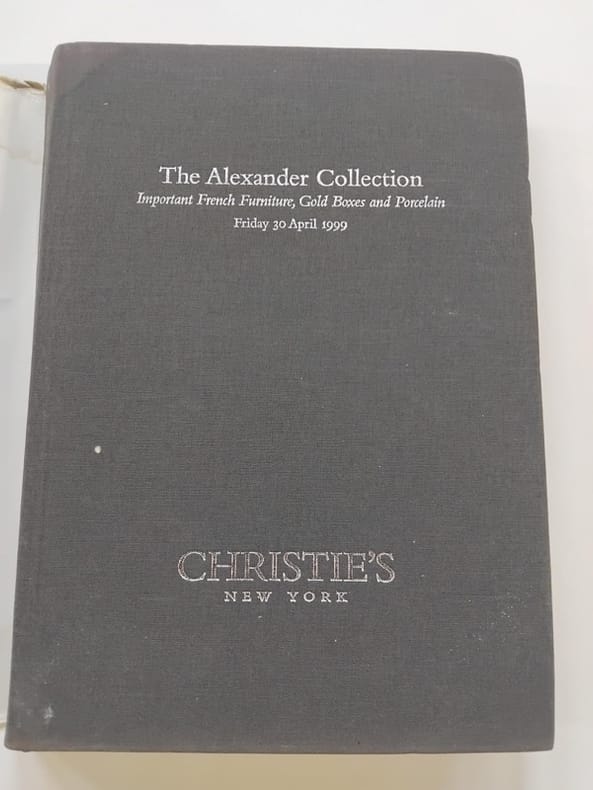 The Alexander Collection
Important French Furniture, Gold Boxes and Porcelain
Friday 30 April 1999
CHRISTIE'S
NEW YORK